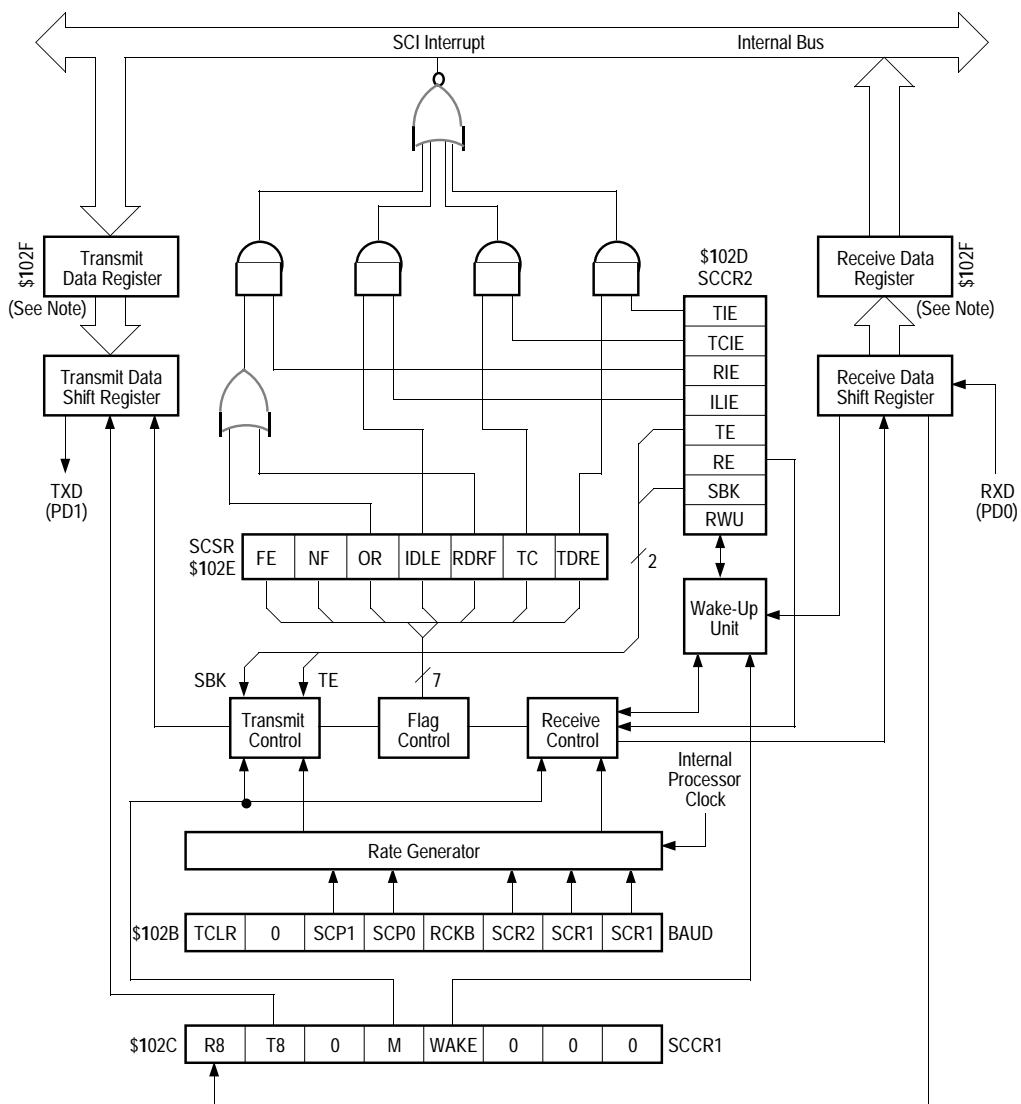 SCI Interrupt
Internal Bus
$102F
Transmit
Data Register
(See Note)
Transmit Data
Shift Register
TXD
(PD1)
$102D
SCCR2
TIE
TCIE
RIE
ILIE
TE
RE
SBK
RWU
Receive Data
Register
$102F
(See Note)
Receive Data
Shift Register
RXD
(PD0)
SCSR
$102E
FE NF OR IDLE RDRF TC TDRE
2
Wake-Up
Unit
SBK
TE
7
Transmit
Control
Flag
Control
Receive
Control
Internal
Processor
Clock
Rate Generator
$102B TCLR 0 SCP1 SCP0 RCKB SCR2 SCR1 SCR1 BAUD
$102C R8 T8 0 M WAKE 0 0 0 SCCR1